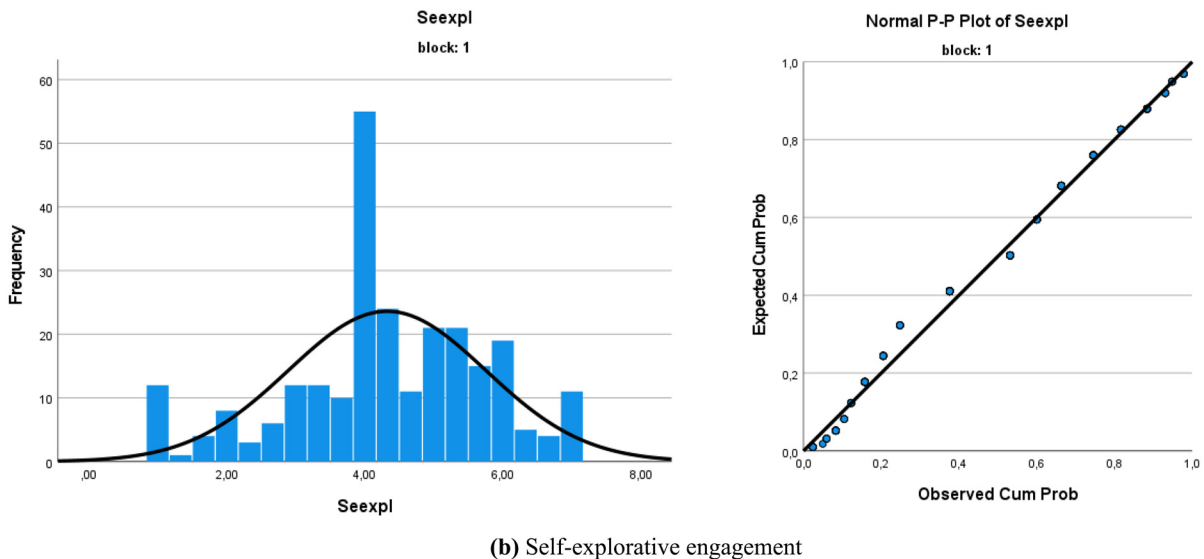 Seexpl
block: 1
60
50
40
30
20
10
0
Frequency
,00
2,00
4,00
6,00
8,00
Seexpl
Normal P-P Plot of Seexpl
block: 1
1,0
0,8
0,6
0,4
0,2
0,0
Expected Cum Prob
0,0
0,2
0,4
0,6
0,8
1,0
Observed Cum Prob
(b) Self-explorative engagement